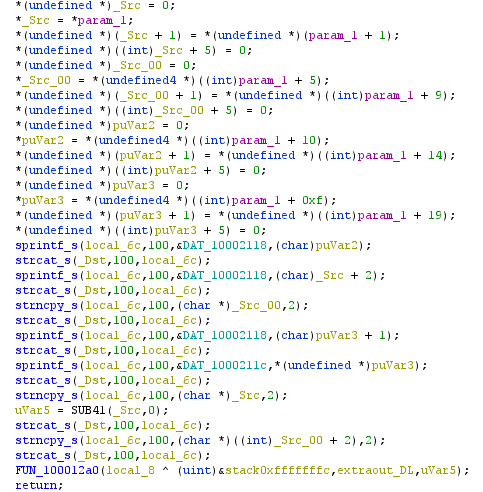 *(undefined *)_Src = 0;
*_Src = *param_1;
*(undefined *)(_Src + 1) = *(undefined *)(param_1 + 1);
*(undefined *)((int)_Src + 5) = 0;
*(undefined *)_Src_00 = 0;
*_Src_00 = *(undefined4 *)((int)param_1 + 5);
*(undefined *)(_Src_00 + 1) = *(undefined *)((int)param_1 + 9);
*(undefined *)((int)_Src_00 + 5) = 0;
*(undefined *)puVar2 = 0;
*puVar2 = *(undefined4 *)((int)param_1 + 10);
*(undefined *)(puVar2 + 1) = *(undefined *)((int)param_1 + 14);
*(undefined *)((int)puVar2 + 5) = 0;
*(undefined *)puVar3 = 0;
*puVar3 = *(undefined4 *)((int)param_1 + 0xf);
*(undefined *)(puVar3 + 1) = *(undefined *)((int)param_1 + 19);
*(undefined *)((int)puVar3 + 5) = 0;
sprintf_s(local_6c,100,&DAT_10002118,(char)puVar2);
strcat_s(_Dst,100,local_6c);
sprintf_s(local_6c,100,&DAT_10002118,(char)_Src + 2);
strcat_s(_Dst,100,local_6c);
strncpy_s(local_6c,100,(char *)_Src_00,2);
strcat_s(_Dst,100,local_6c);
sprintf_s(local_6c,100,&DAT_10002118,(char)puVar3 + 1);
strcat_s(_Dst,100,local_6c);
sprintf_s(local_6c,100,&DAT_1000211c,*(undefined *)puVar3);
strcat_s(_Dst,100,local_6c);
strncpy_s(local_6c,100,(char *)_Src,2);
uVar5 = SUB41(_Src,0);
strcat_s(_Dst,100,local_6c);
strncpy_s(local_6c,100,(char *)((int)_Src_00 + 2),2);
strcat_s(_Dst,100,local_6c);
FUN_100012a0(local_8 ^ (uint)&stack0xfffffffc,extraout_DL,uVar5);
return;